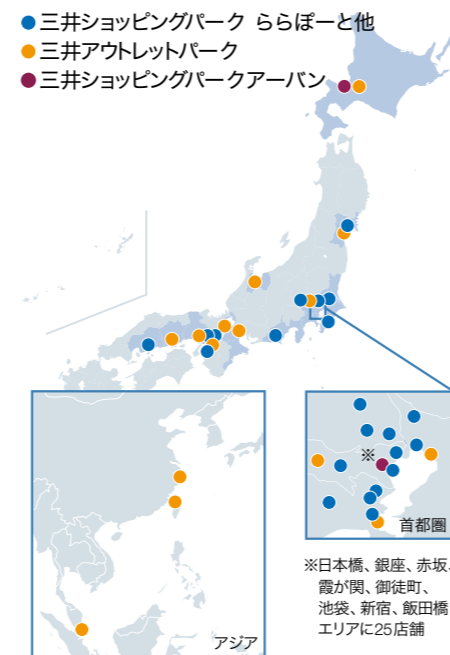 三井ショッピングパーク ららぽーと他
三井アウトレットパーク
三井ショッピングパークアーバン
※
首都圏
アジア
※日本橋、銀座、赤坂、
霞が関、御徒町、
池袋、新宿、飯田橋
エリアに25店舗